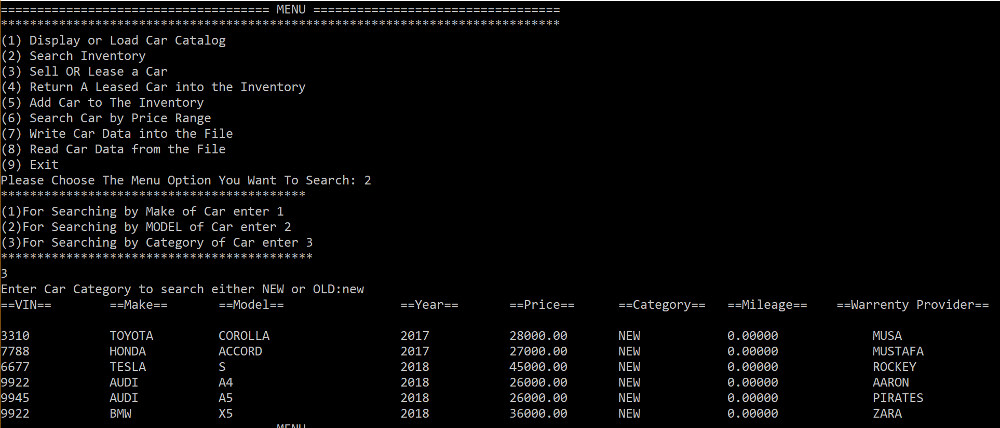 ===================================== MENU ==================================
*****************************************************************************
(1) Display or Load Car Catalog
(2) Search Inventory
(3) Sell OR Lease a Car
(4) Return A Leased Car into the Inventory
(5) Add Car to The Inventory
(6) Search Car by Price Range
(7) Write Car Data into the File
(8) Read Car Data from the File
(9) Exit
Please Choose The Menu Option You Want To Search: 2
******************************************
(1)For Searching by Make of Car enter 1
(2)For Searching by MODEL of Car enter 2
(3)For Searching by Category of Car enter 3
*******************************************
3
Enter Car Category to search either NEW or OLD:new
==VIN== ==Make== ==Model== ==Year== ==Price== ==Category== ==Mileage== ==Warrenty Provider==
3310 TOYOTA COROLLA 2017 28000.00 NEW 0.00000 MUSA
7788 HONDA ACCORD 2017 27000.00 NEW 0.00000 MUSTAFA
6677 TESLA S 2018 45000.00 NEW 0.00000 ROCKEY
9922 AUDI A4 2018 26000.00 NEW 0.00000 AARON
9945 AUDI A5 2018 26000.00 NEW 0.00000 PIRATES
9922 BMW X5 2018 36000.00 NEW 0.00000 ZARA
MENU